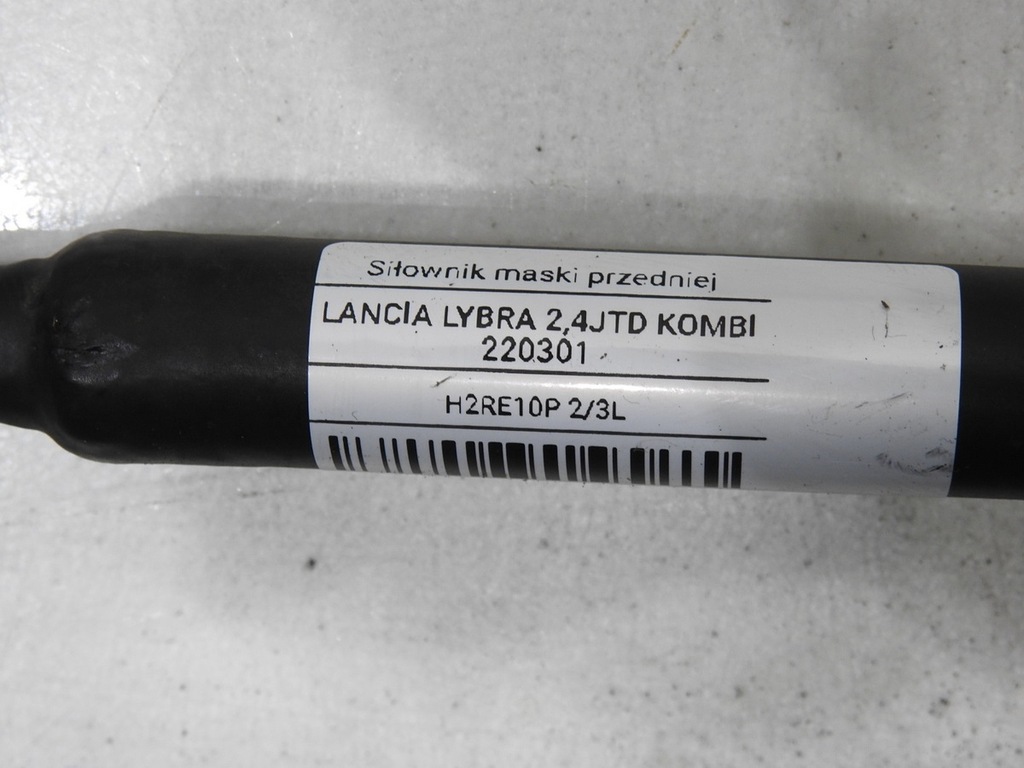 Siłownik maski przedniej
LANCIA LYBRA 2,4JTD KOMBI
220301
H2RE10P 2/3L